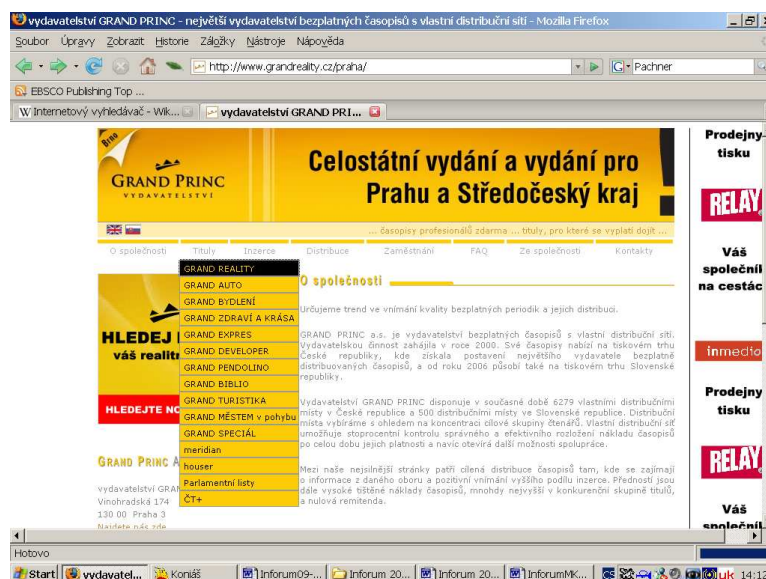 vydavatelství GRAND PRINC - největší vydavatelství bezplatných časopisů s vlastní distribuční sítí - Mozilla Firefox
Soubor Úpravy Zobrazit Historie Záložky Nástroje Nápověda
http://www.grandreality.cz/praha/
Pachner
EBSCO Publishing Top ...
Internetový vyhledávač - Wik...
vydavatelství GRAND PRI...
Brno
GRAND PRINC
VYDAVATELSTVÍ
Celostátní vydání a vydání pro
Prahu a Středočeský kraj
... časopisy profesionálů zdarma ... tituly, pro které se vyplatí dojít ...
O společnosti Tituly Inzerce Distribuce Zaměstnání FAQ Ze společnosti Kontakty
GRAND REALITY
GRAND AUTO
GRAND BYDLENÍ
GRAND ZDRAVÍ A KRÁSA
GRAND EXPRES
GRAND DEVELOPER
GRAND PENDOLINO
GRAND BIBLIO
GRAND TURISTIKA
GRAND MĚSTEM v pohybu
GRAND SPECIÁL
meridian
houser
Parlamentní listy
ČT+
HLEDEJ
váš realit
HLEDEJTE NO
GRAND PRINC A
vydavatelství GRA
Vinohradská 174
130 00 Praha 3
Najdete nás zde
O společnosti
Určujeme trend ve vnímání kvality bezplatných periodik a jejich distribuci.
GRAND PRINC a.s. je vydavatelství bezplatných časopisů s vlastní distribuční sítí.
Vydavatelskou činnost zahájila v roce 2000. Své časopisy nabízí na tiskovém trhu
České republiky, kde získala postavení největšího vydavatele bezplatně
distribuovaných časopisů, a od roku 2006 působí také na tiskovém trhu Slovenské
republiky.
Vydavatelství GRAND PRINC disponuje v současné době 6279 vlastními distribučními
místy v České republice a 500 distribučními místy ve Slovenské republice. Distribuční
místa vybíráme s ohledem na koncentraci cílové skupiny čtenářů. Vlastní distribuční síť
umožňuje stoprocentní kontrolu správného a efektivního rozložení nákladu časopisů
po celou dobu jejich platnosti a navíc otevírá další možnosti spolupráce.
Mezi naše nejsilnější stránky patří cílená distribuce časopisů tam, kde se zajímají
o informace z daného oboru a pozitivní vnímání vyššího podílu inzerce. Předností jsou
dále vysoké tištěné náklady časopisů, mnohdy nejvyšší v konkurenční skupině titulů,
a nulová remitenda.
Prodejny
tisku
RELAY
Váš
společník
na cestác
inmedio
Prodejny
tisku
RELAY
Váš
společník
Hotovo
Start
vydavatel...
Koniáš
Inforum09-...
Inforum 20...
Inforum 20...
InforumMK...
uk
14:12